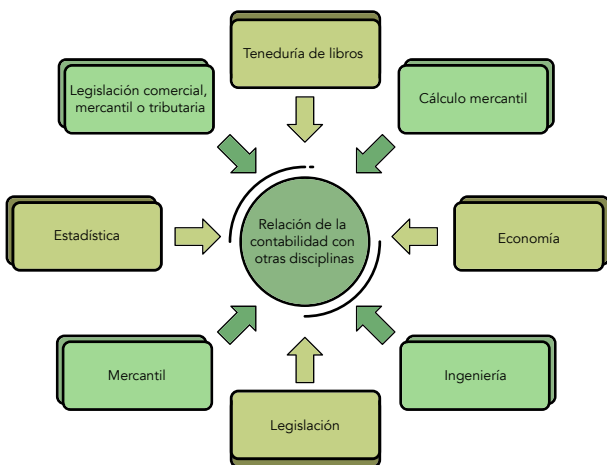 Teneduría de libros
Legislación comercial,
mercantil o tributaria
Cálculo mercantil
Estadística
Relación de la
contabilidad con
otras disciplinas
Economía
Mercantil
Ingeniería
Legislación